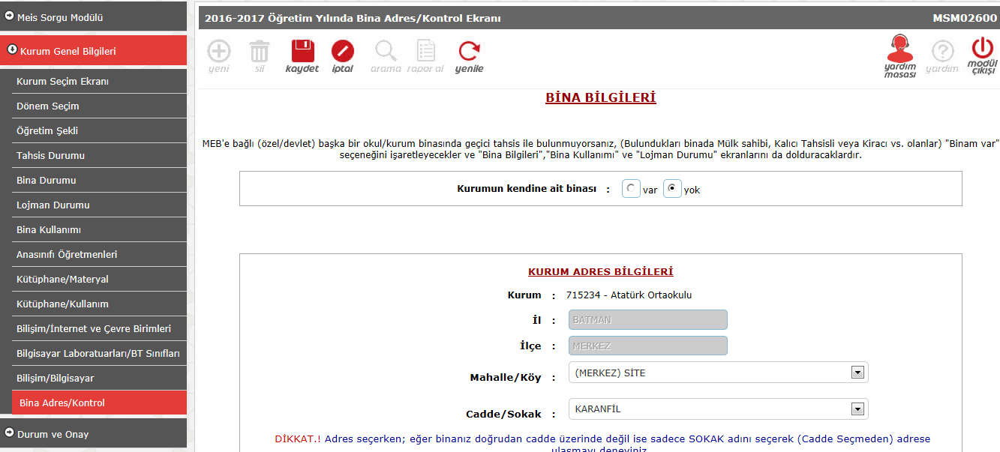 Meis Sorgu Modülü
Kurum Genel Bilgileri
Kurum Seçim Ekranı
Dönem Seçim
Öğretim Şekli
Tahsis Durumu
Bina Durumu
Lojman Durumu
Bina Kullanımı
Anasınıfı Öğretmenleri
Kütüphane/Materyal
Kütüphane/Kullanım
Bilişim/İnternet ve Çevre Birimleri
Bilgisayar Laboratuarları/BT Sınıfları
Bilişim/Bilgisayar
Bina Adres/Kontrol
Durum ve Onay
2016-2017 Öğretim Yılında Bina Adres/Kontrol Ekranı MSM02600
yeni sil kaydet iptal arama rapor al yenile yardım masası yardım modül çıkışı
BİNA BİLGİLERİ
MEB'e bağlı (özel/devlet) başka bir okul/kurum binasında geçici tahsis ile bulunmuyorsanız, (Bulundukları binada Mülk sahibi, Kalıcı Tahsisli veya Kiracı vs. olanlar) "Binam var"
seçeneğini işaretleyecekler ve "Bina Bilgileri","Bina Kullanımı" ve "Lojman Durumu" ekranlarını da dolduracaklardır.
Kurumun kendine ait binası : var yok
KURUM ADRES BİLGİLERİ
Kurum : 715234 - Atatürk Ortaokulu
İl : BATMAN
İlçe : MERKEZ
Mahalle/Köy : (MERKEZ) SİTE
Cadde/Sokak : KARANFİL
DİKKAT.! Adres seçerken; eğer binanız doğrudan cadde üzerinde değil ise sadece SOKAK adını seçerek (Cadde Seçmeden) adrese
ulaşmayı deneyiniz